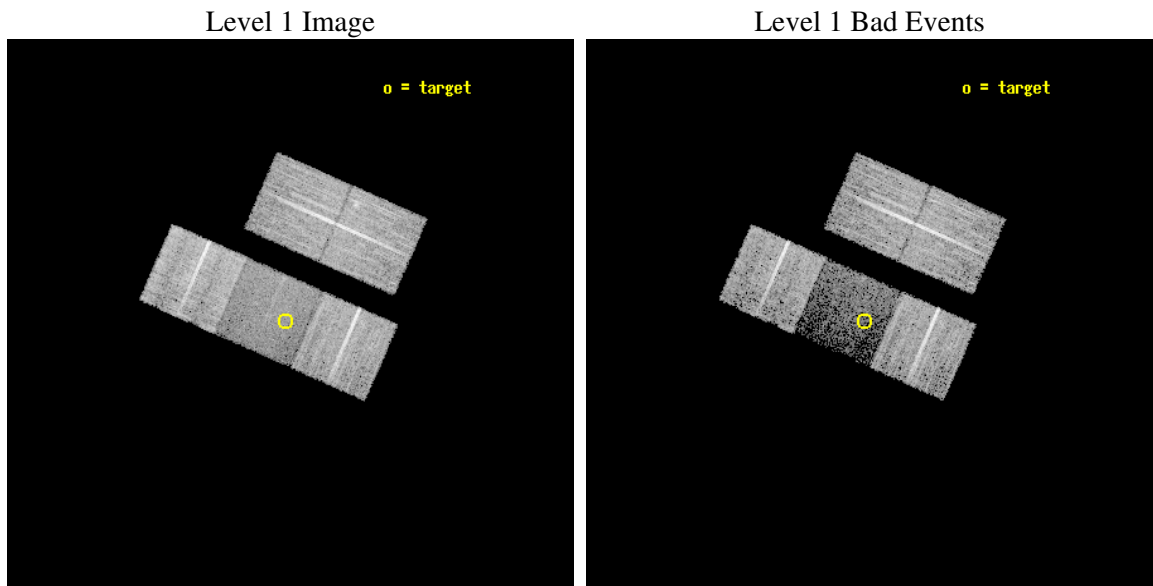 Level 1 Image
Level 1 Bad Events
o = target
o = target